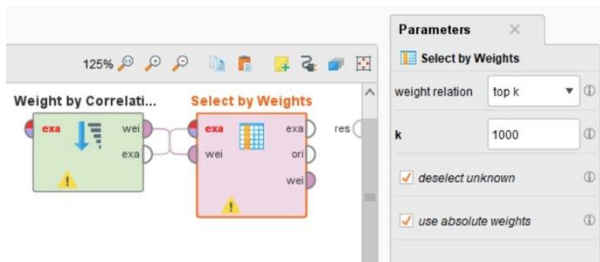 Parameters
125%
Select by Weights
Weight by Correlati...
Select by Weights
weight relation
top k
exa
wei
exa
exa
res
exa
wei
ori
wei
k
1000
deselect unknown
use absolute weights